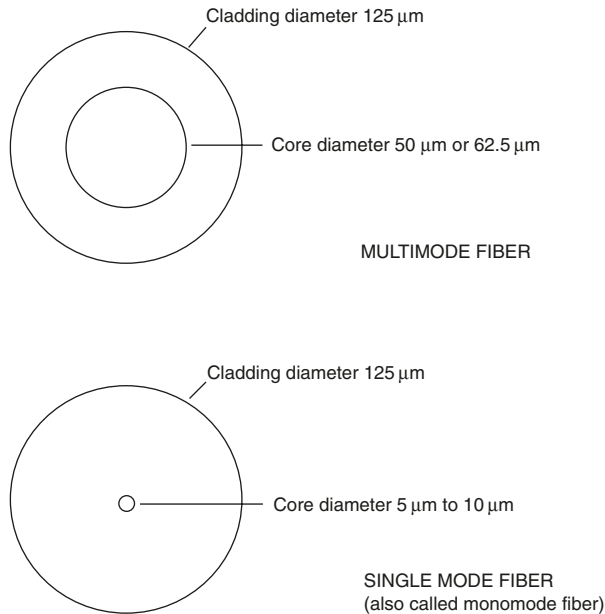 Cladding diameter 125 μm
Core diameter 50 μm or 62.5 μm
MULTIMODE FIBER
Cladding diameter 125 μm
Core diameter 5 μm to 10 μm
SINGLE MODE FIBER
(also called monomode fiber)